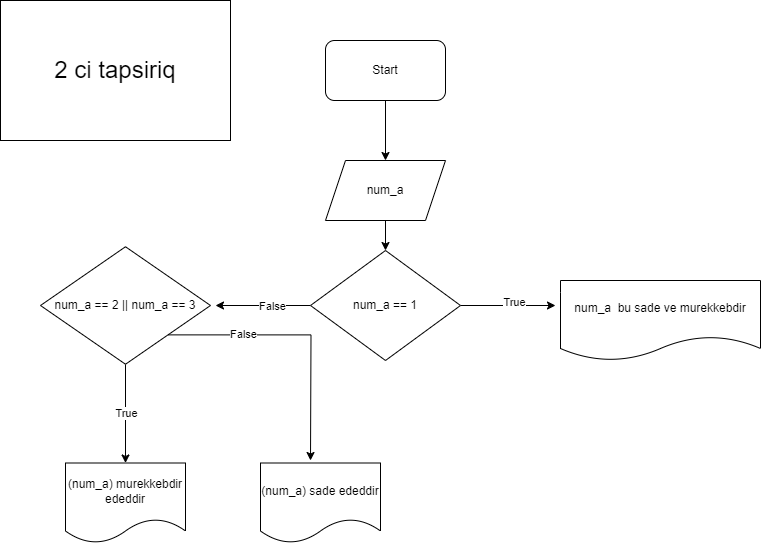 2 ci tapsiriq
Start
num_a
num_a == 2 || num_a == 3
False
num_a == 1
True
num_a  bu sade ve murekkebdir
False
True
(num_a) murekkebdir
ededdir
(num_a) sade ededdir